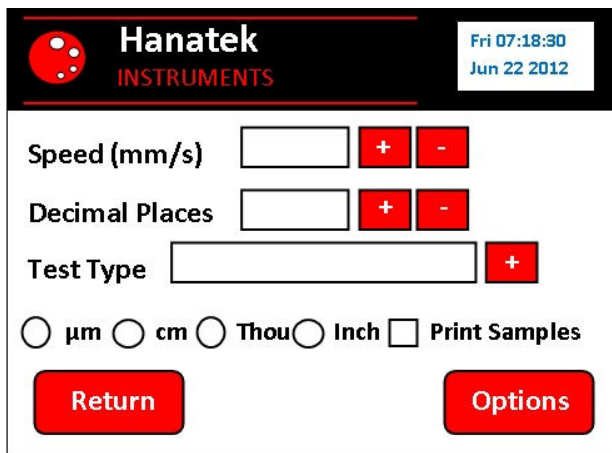 Hanatek
INSTRUMENTS
Fri 07:18:30
Jun 22 2012
Speed (mm/s) + -
Decimal Places + -
Test Type +
µm cm Thou Inch Print Samples
Return Options